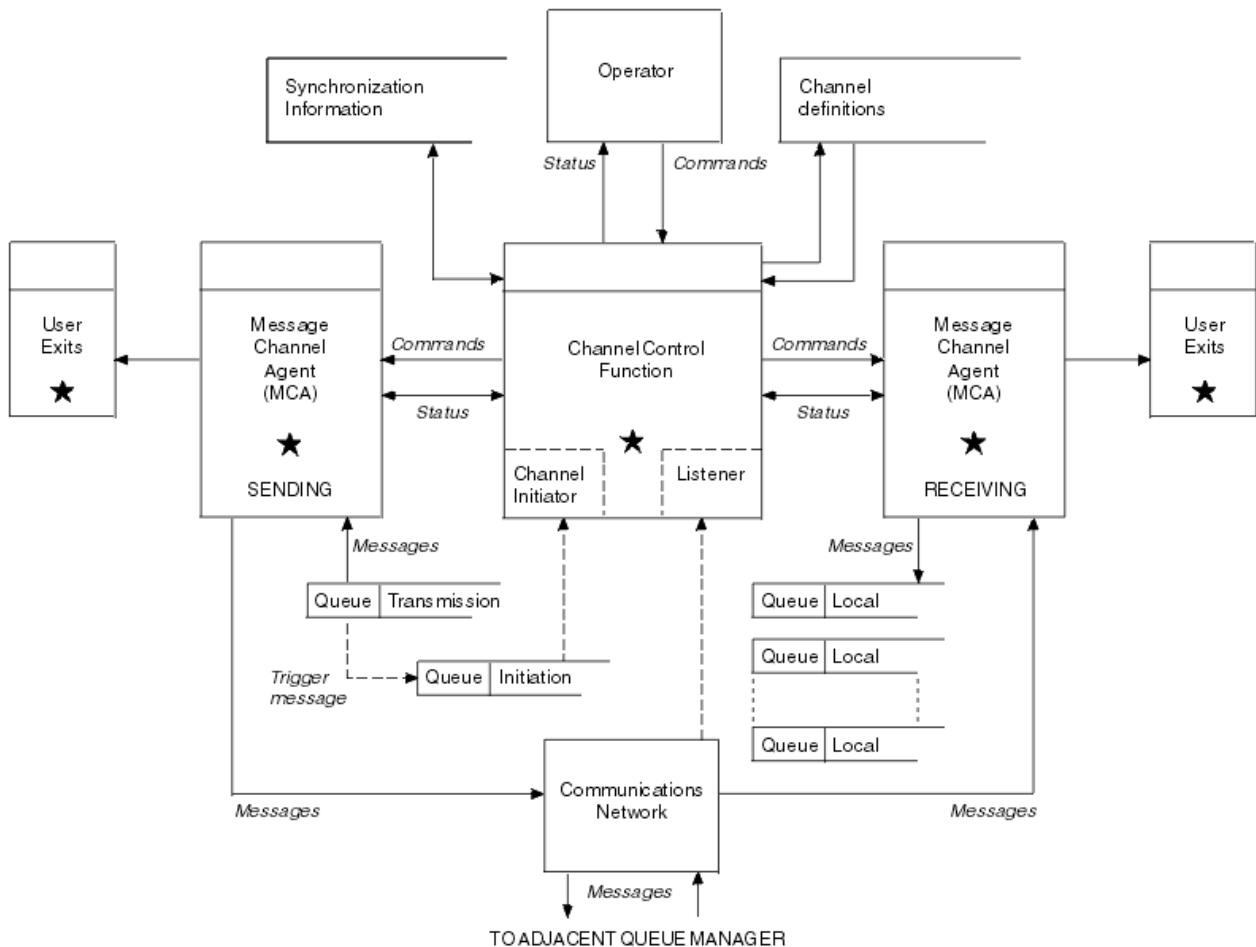 Operator
Synchronization
Information
Channel
definitions
Status
Commands
User
Exits
Message
Channel
Agent
(MCA)
SENDING
Commands
Status
Channel Control
Function
Channel
Initiator
Listener
Commands
Status
Message
Channel
Agent
(MCA)
RECEIVING
User
Exits
Messages
Queue Transmission
Trigger
message
Queue Initiation
Messages
Queue Local
Queue Local
Queue Local
Communications
Network
Messages
Messages
Messages
TO ADJACENT QUEUE MANAGER